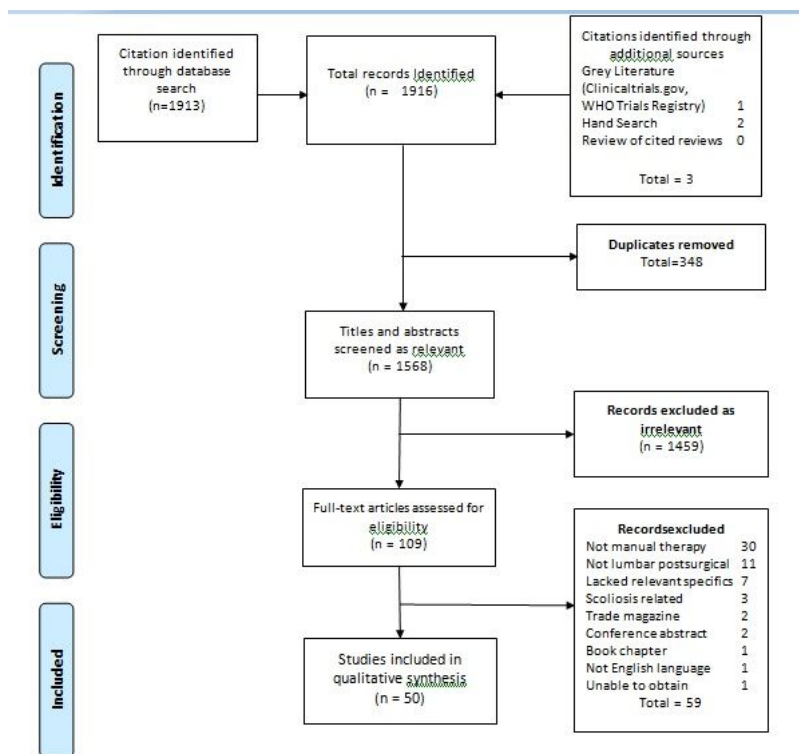 Identification
Citation identified
through database
search
(n=1913)
Total records Identified
(n =   1916)
Citations identified through
additional sources
Grey Literature
(Clinicaltrials.gov,
WHO Trials Registry)   1
Hand Search   2
Review of cited reviews   0
Total = 3
Screening
Duplicates removed
Total=348
Titles and abstracts
screened as relevant
(n = 1568)
Eligibility
Records excluded as
irrelevant
(n = 1459)
Full-text articles assessed for
eligibility
(n = 109)
Recordsexcluded
Not manual therapy   30
Not lumbar postsurgical   11
Lacked relevant specifics   7
Scoliosis related   3
Trade magazine   2
Conference abstract   2
Book chapter   1
Not English language   1
Unable to obtain   1
Total = 59
Included
Studies included in
qualitative synthesis
(n = 50)